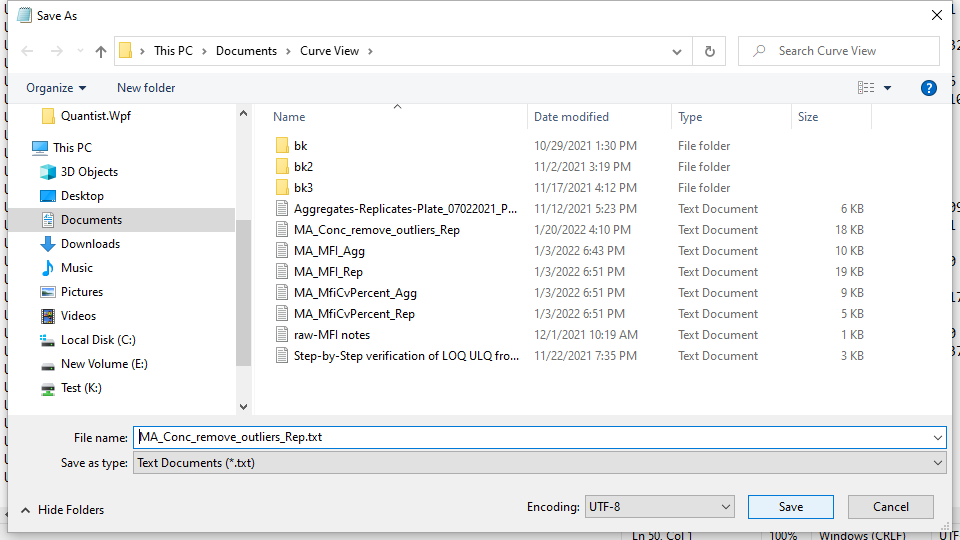 Save As
This PC > Documents > Curve View >
Search Curve View
Organize
New folder
Quantist.Wpf
This PC
3D Objects
Desktop
Documents
Downloads
Music
Pictures
Videos
Local Disk (C:)
New Volume (E:)
Test (K:)
Name Date modified Type Size
bk 10/29/2021 1:30 PM File folder
bk2 11/2/2021 3:19 PM File folder
bk3 11/17/2021 4:12 PM File folder
Aggregates-Replicates-Plate_07022021_P... 11/12/2021 5:23 PM Text Document 6 KB
MA_Conc_remove_outliers_Rep 1/20/2022 4:10 PM Text Document 18 KB
MA_MFI_Agg 1/3/2022 6:43 PM Text Document 10 KB
MA_MFI_Rep 1/3/2022 6:51 PM Text Document 19 KB
MA_MfiCvPercent_Agg 1/3/2022 6:51 PM Text Document 9 KB
MA_MfiCvPercent_Rep 1/3/2022 6:51 PM Text Document 5 KB
raw-MFI notes 12/1/2021 10:19 AM Text Document 1 KB
Step-by-Step verification of LOQ ULQ fro... 11/22/2021 7:35 PM Text Document 3 KB
File name: MA_Conc_remove_outliers_Rep.txt
Save as type: Text Documents (*.txt)
Hide Folders
Encoding: UTF-8
Save
Cancel
Ln 50, Col 1 100% Windows (CRLF) UTF